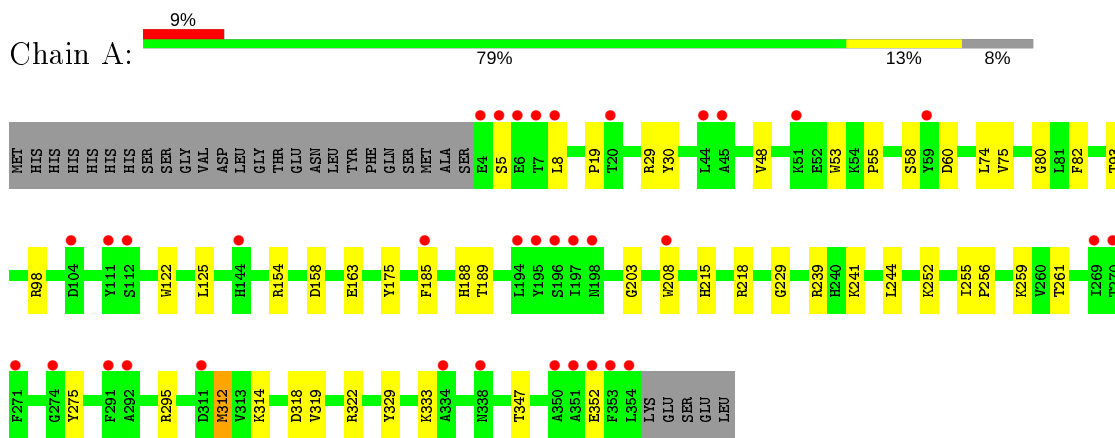 9%
Chain A:
79% 13% 8%
MET HIS HIS HIS HIS HIS HIS SER SER GLY VAL ASP LEU GLY THR GLU ASN LEU TYR PHE GLN SER MET ALA SER E4 S5 E6 T7 L8 P19 T20 R29 Y30 L44 A45 V48 K51 E52 W53 K54 P55 S58 Y59 D60 L74 V75 G80 L81 F82 T93
R98 D104 Y111 S112 W122 L125 H144 R154 D158 E163 Y175 F185 H188 T189 L194 Y195 S196 I197 N198 G203 W208 H215 R218 G229 R239 H240 K241 L244 K252 I255 P256 K259 V260 T261 I269 T270
F271 G274 Y275 F291 A292 R295 D311 M312 V313 K314 D318 V319 R322 Y329 K333 A334 N338 T347 A350 A351 E352 F353 L354 LYS GLU SER GLU LEU